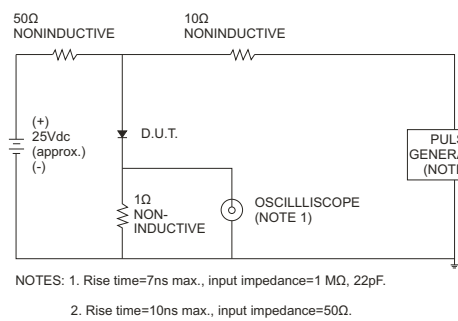 50Ω
NONINDUCTIVE
10Ω
NONINDUCTIVE
(+)
25Vdc
(approx.)
(-)
D.U.T.
1Ω
NON-
INDUCTIVE
OSCILLLISCOPE
(NOTE 1)
NOTES: 1. Rise time=7ns max., input impedance=1 MΩ, 22pF.
2. Rise time=10ns max., input impedance=50Ω.